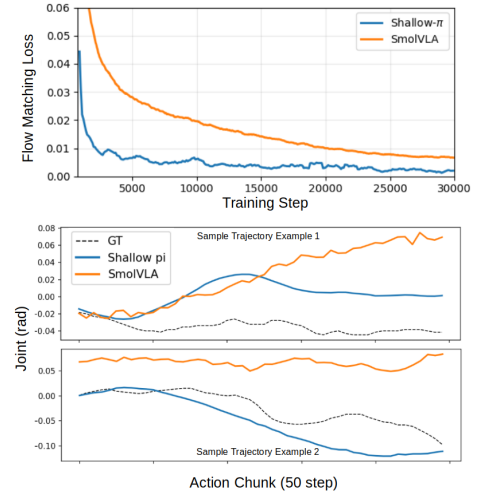 0.06
0.05
0.04
0.03
0.02
0.01
0.00
Flow Matching Loss
Shallow-π
SmolVLA
5000 10000 15000 20000 25000 30000
Training Step
0.08
0.06
0.04
0.02
0.00
-0.02
-0.04
GT
Shallow pi
SmolVLA
Sample Trajectory Example 1
Joint (rad)
0.05
0.00
-0.05
-0.10
Sample Trajectory Example 2
Action Chunk (50 step)